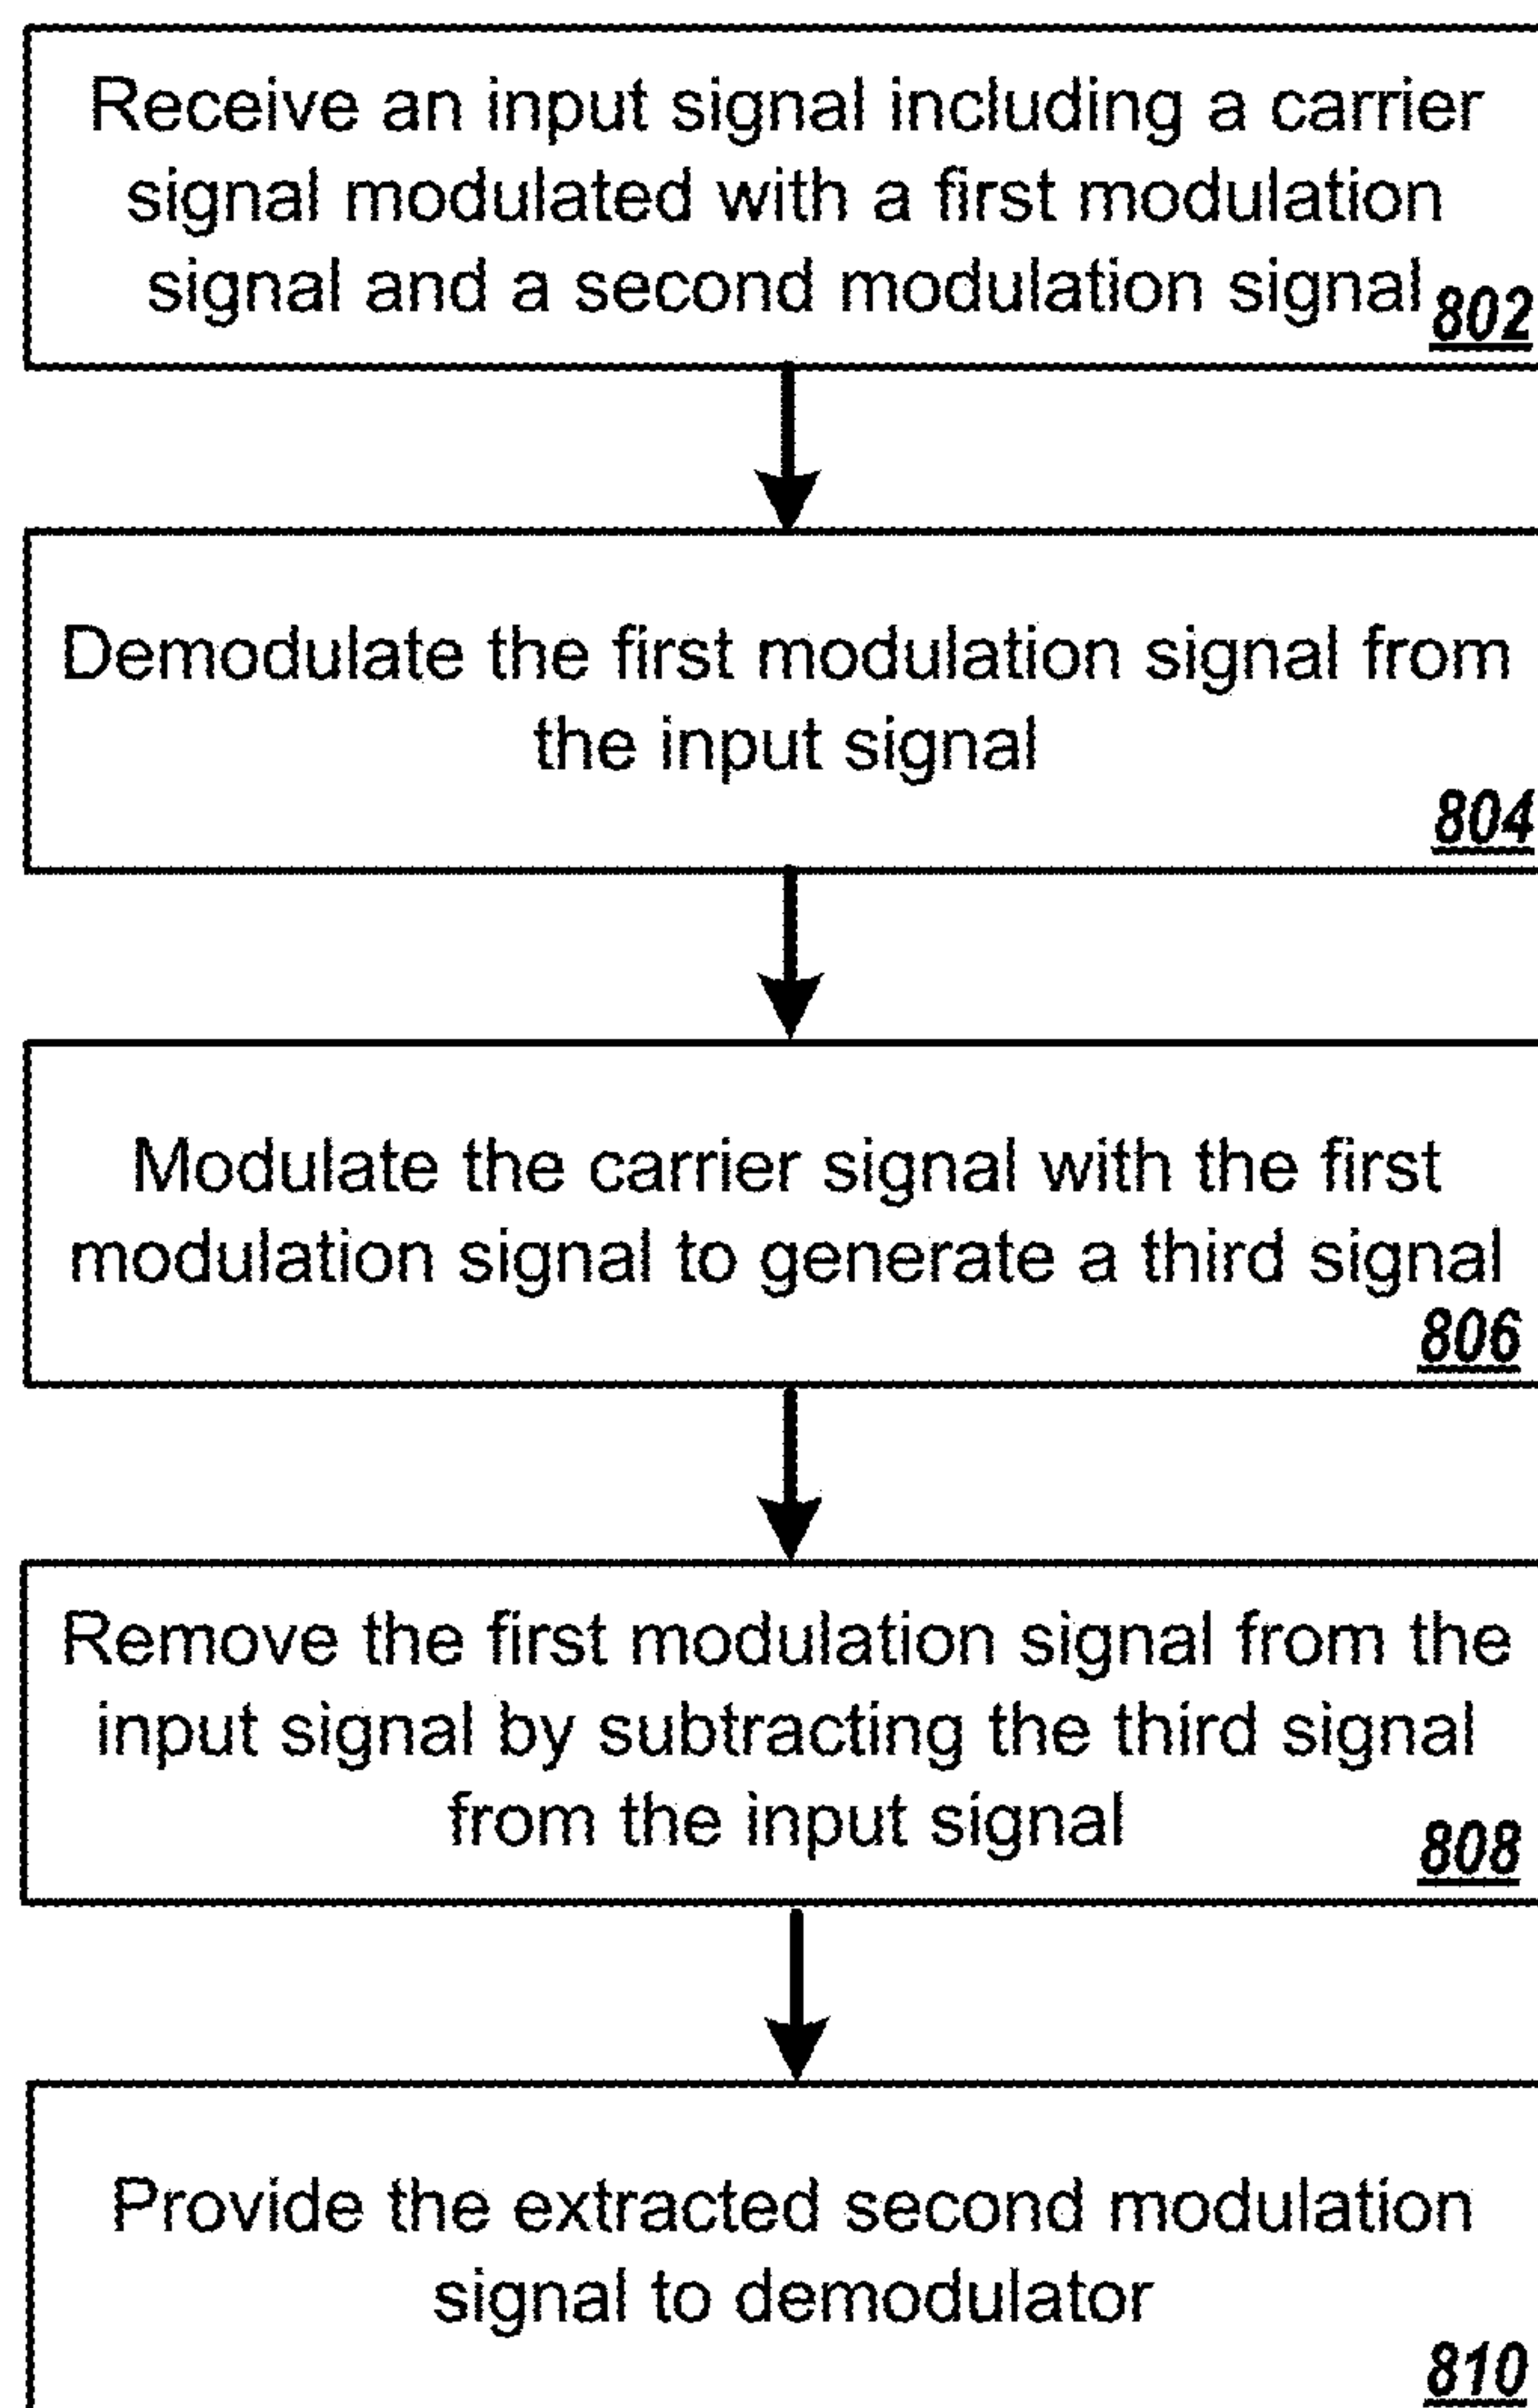 Receive an input signal including a carrier
signal modulated with a first modulation
signal and a second modulation signal
802
Demodulate the first modulation signal from
the input signal
804
Modulate the carrier signal with the first
modulation signal to generate a third signal
806
Remove the first modulation signal from the
input signal by subtracting the third signal
from the input signal
808
Provide the extracted second modulation
signal to demodulator
810